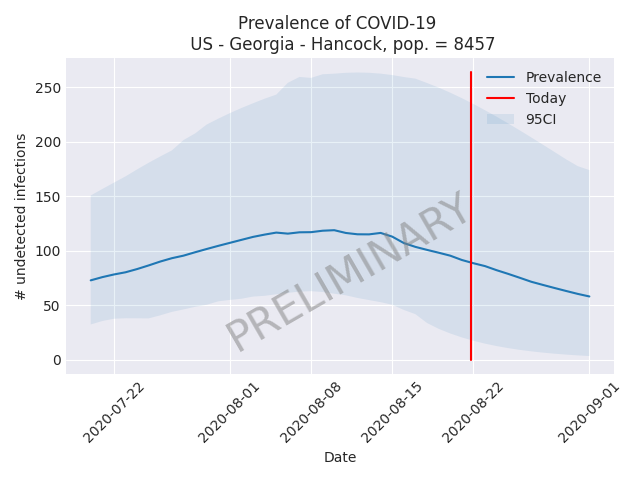 Prevalence of COVID-19
US - Georgia - Hancock, pop. = 8457
Prevalence
Today
95CI
250
200
150
100
50
0
# undetected infections
PRELIMINARY
2020-07-22
2020-08-01
2020-08-08
2020-08-15
2020-08-22
2020-09-01
Date